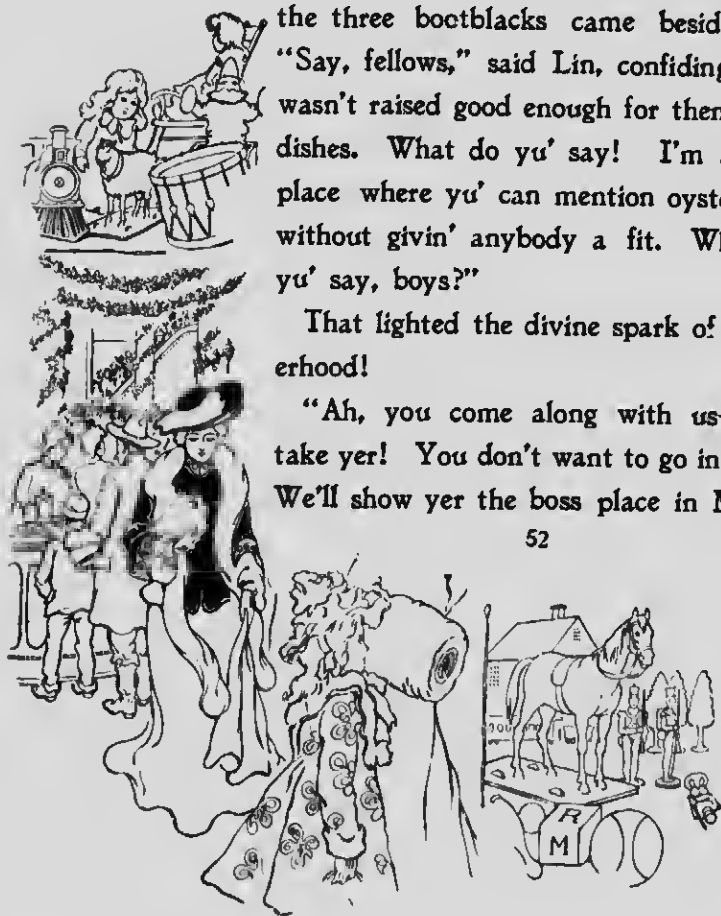 the three bootblacks came besid
“Say, fellows,” said Lin, confiding
wasn't raised good enough for then
dishes. What do yu' say! I'm
place where yu' can mention oyste
without givin' anybody a fit. W
yu' say, boys?”
That lighted the divine spark of
erhood!
“Ah, you come along with us
take yer! You don't want to go in
We'll show yer the boss place in
52
R
M